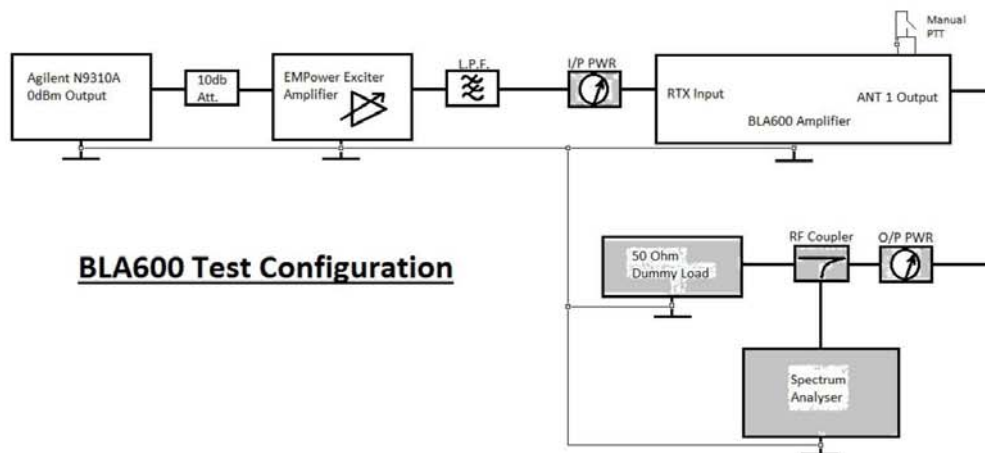 Manual
PTT
L.P.F.
I/P PWR
Agilent N9310A
0dBm Output
10db
Att.
EMPower Exciter
Amplifier
RTX Input
ANT 1 Output
BLA600 Amplifier
RF Coupler
O/P PWR
50 Ohm
Dummy Load
BLA600 Test Configuration
Spectrum
Analyser